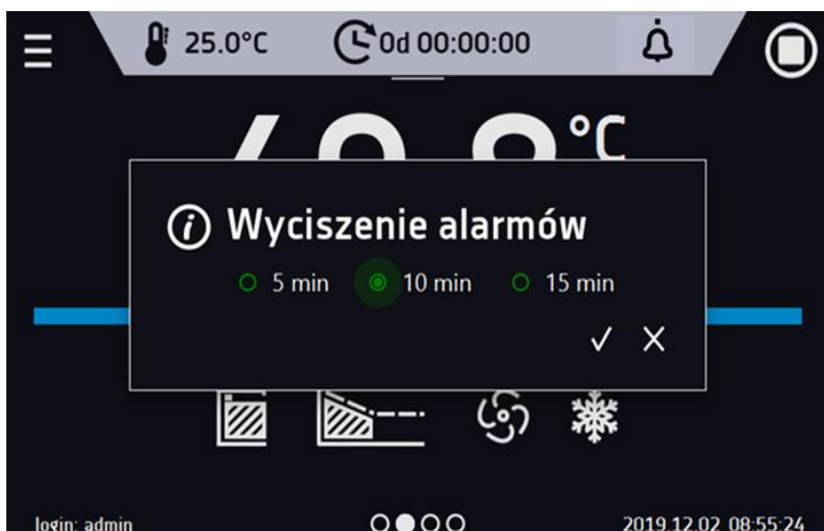 25.0°C 0d 00:00:00
°C
Wyciszenie alarmów
5 min 10 min 15 min
login: admin 2019.12.02 08:55:24